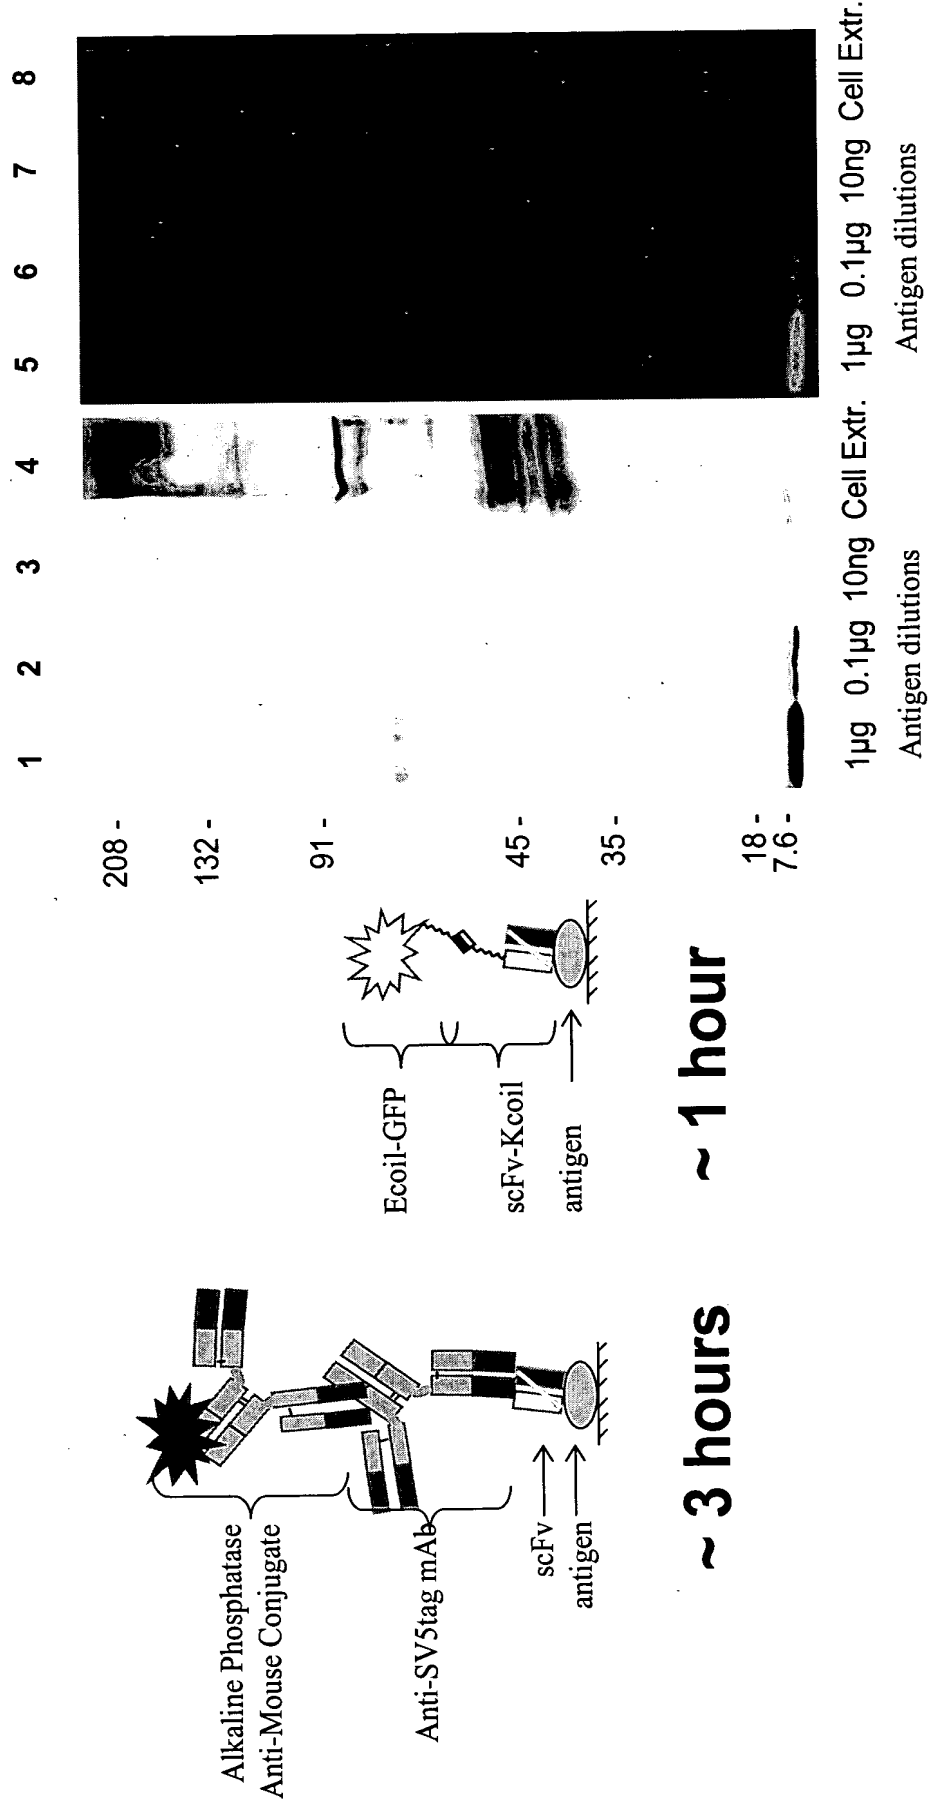 Alkaline Phosphatase
Anti-Mouse Conjugate
Anti-SV5tag mAb
scFv
antigen
~ 3 hours
Ecoil-GFP
scFv-Kcoil
antigen
~ 1 hour
208 -
132 -
91 -
45 -
35 -
18 -
7.6 -
1 2 3 4 5 6 7 8
1µg 0.1µg 10ng Cell Extr. 1µg 0.1µg 10ng Cell Extr.
Antigen dilutions Antigen dilutions